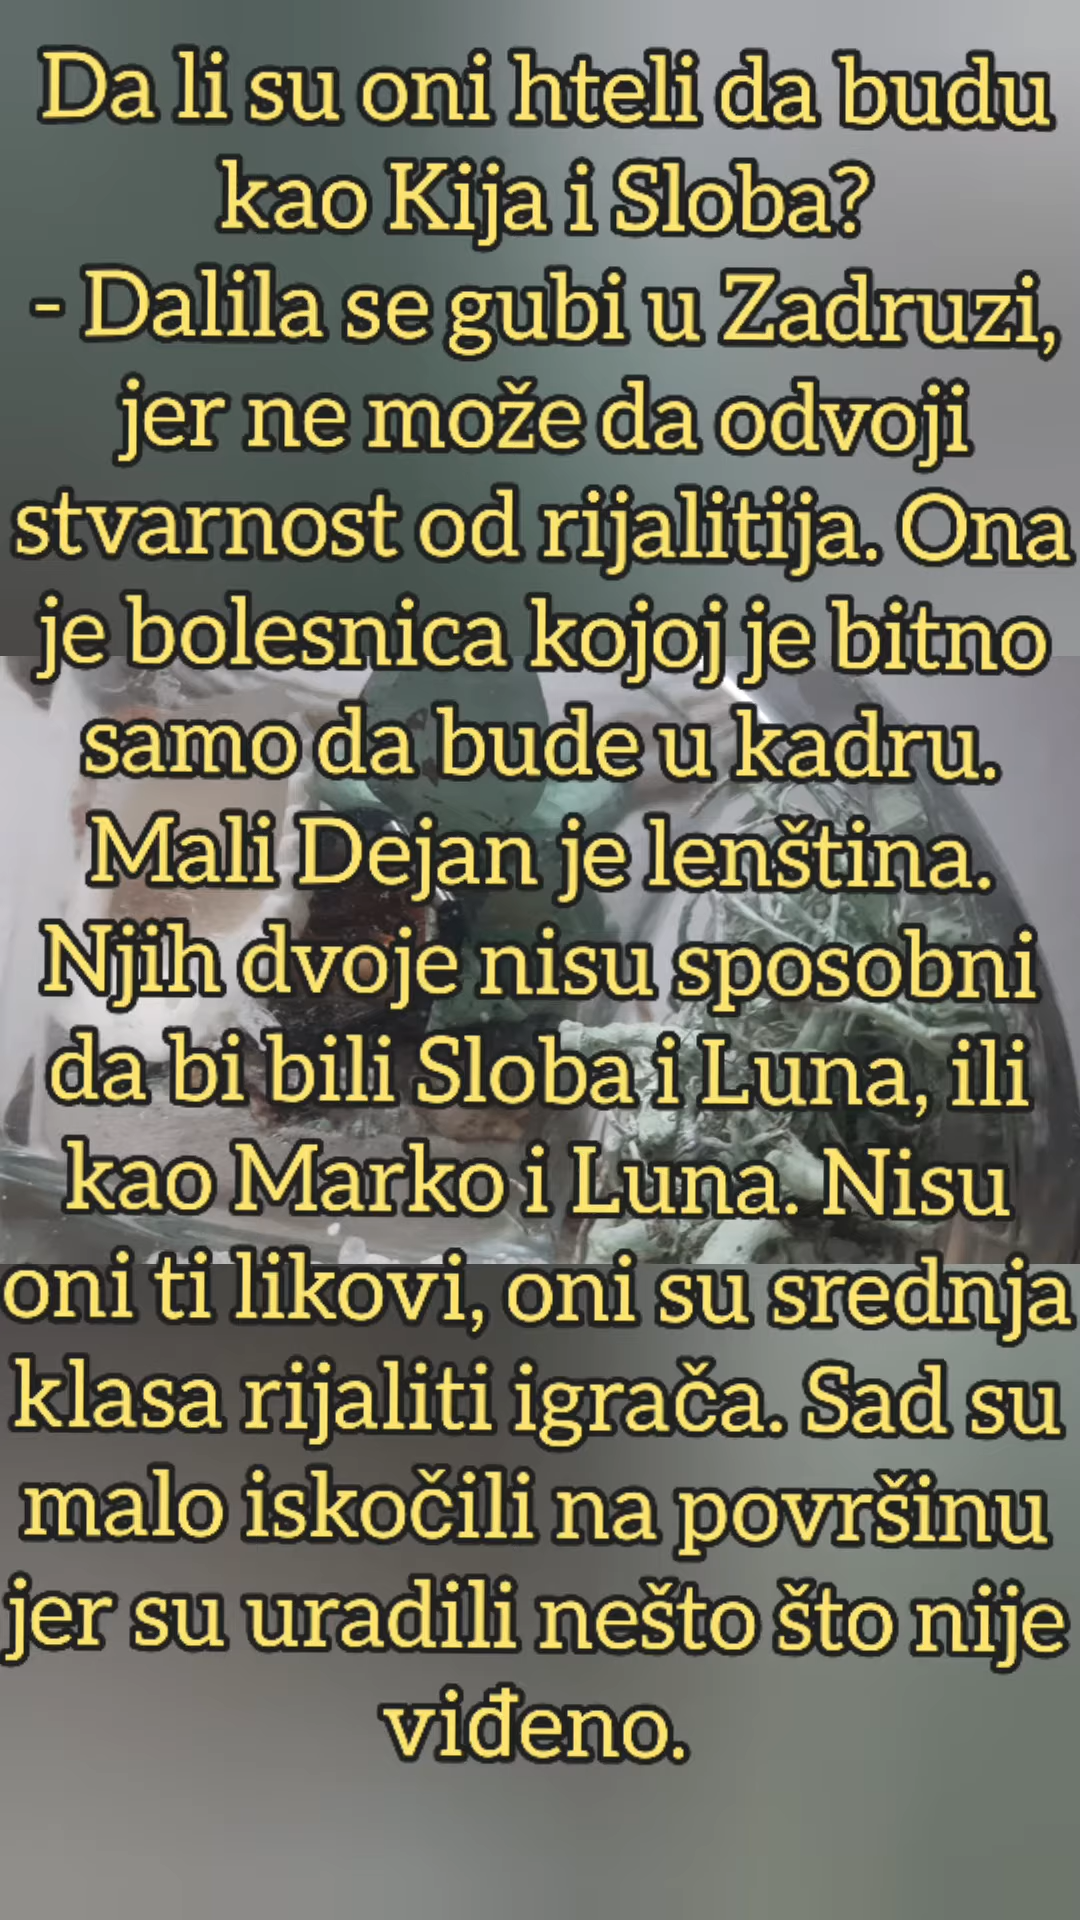 Da li su oni hteli da budu
kao Kija i Sloba?
- Dalila se gubi u Zadruzi,
jer ne može da odvoji
stvarnost od rijalitija. Ona
je bolesnica kojoj je bitno
samo da bude u kadru.
Mali Dejan je lenština.
Njih dvoje nisu sposobni
da bi bili Sloba i Luna, ili
kao Marko i Luna. Nisu
oni ti likovi, oni su srednja
klasa rijaliti igrača. Sad su
malo iskočili na površinu
jer su uradili nešto što nije
viđeno.